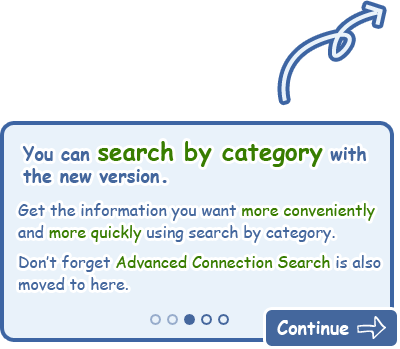 You can search by category with
the new version.
Get the information you want more conveniently
and more quickly using search by category.
Don't forget Advanced Connection Search is also
moved to here.
Continue